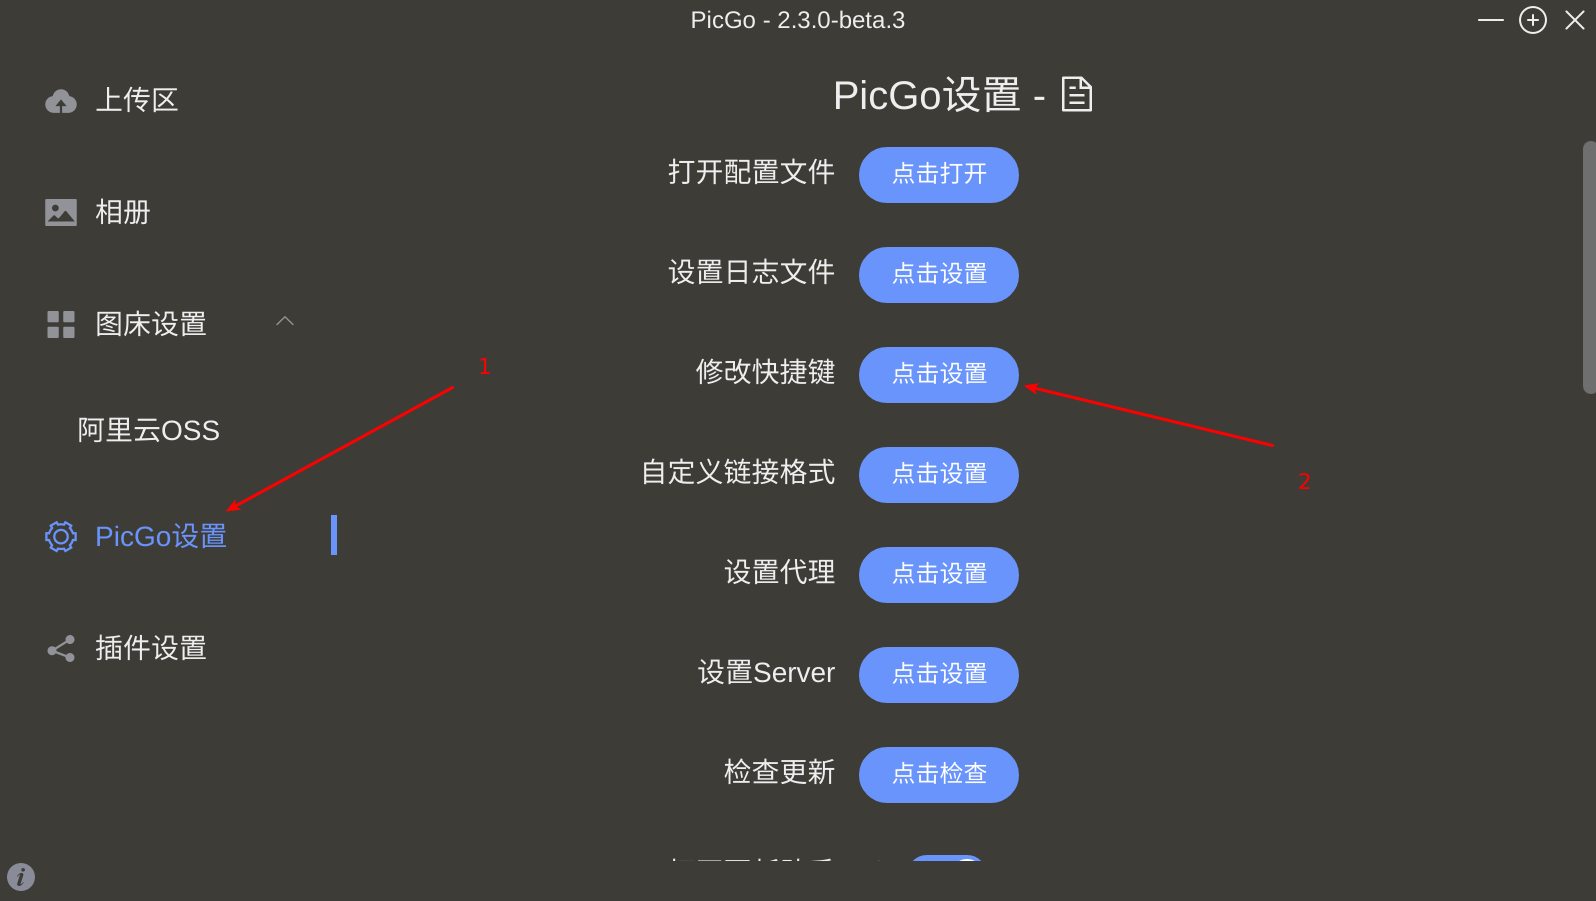 PicGo - 2.3.0-beta.3
上传区
相册
图床设置
阿里云OSS
PicGo设置
插件设置
PicGo设置 -
打开配置文件 点击打开
设置日志文件 点击设置
修改快捷键 点击设置
自定义链接格式 点击设置
设置代理 点击设置
设置Server 点击设置
检查更新 点击检查
1
2